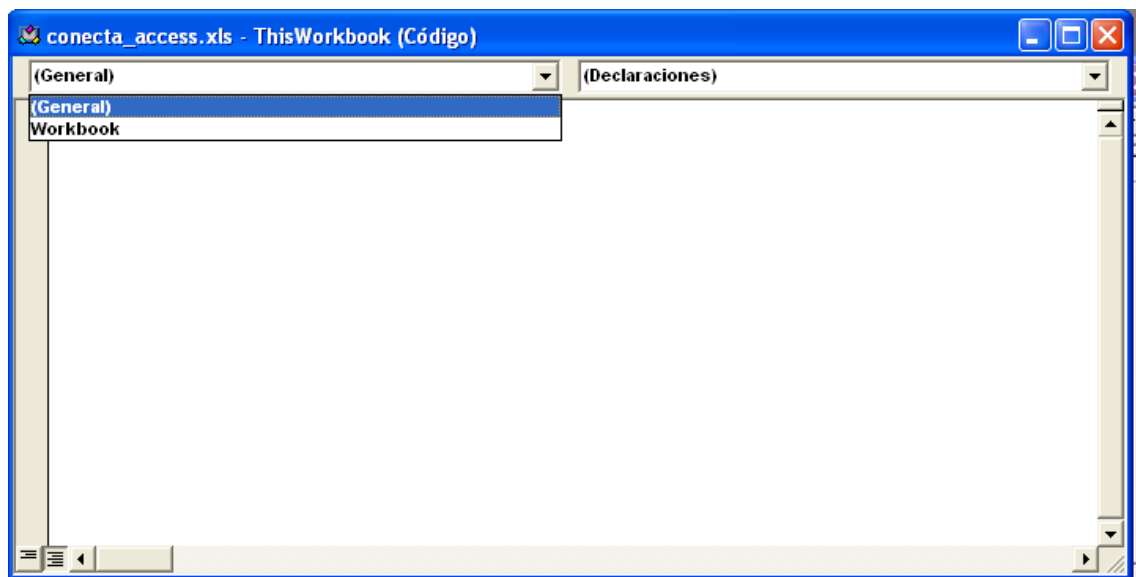 conecta_access.xls - ThisWorkbook (Código)
(General) (Declaraciones)
(General)
Workbook